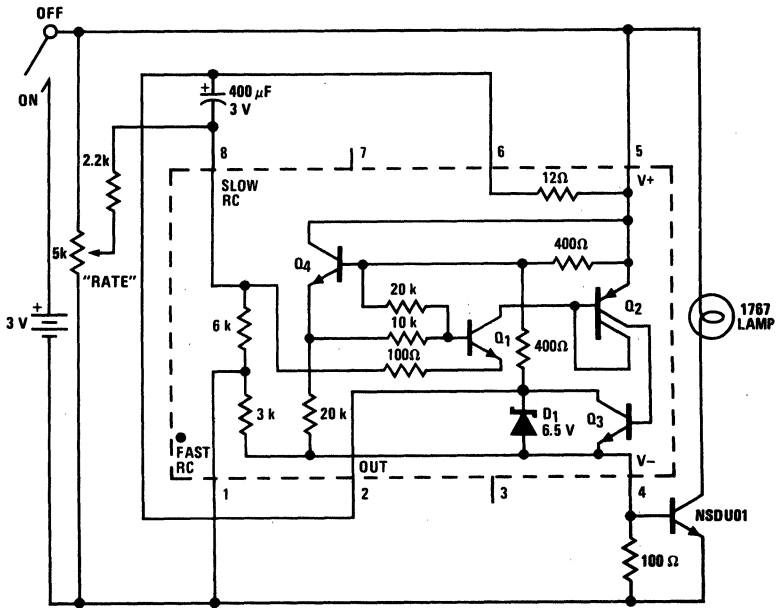 OFF
ON
400 µF
3 V
2.2k
8
7
6
5
SLOW
RC
12Ω
V+
5k
"RATE"
Q4
400Ω
20 k
10 k
100Ω
Q1
Q2
1767
LAMP
3 V
6 k
400Ω
3 k
20 k
D1
6.5 V
Q3
FAST
RC
OUT
V−
1
2
3
4
NSDU01
100 Ω